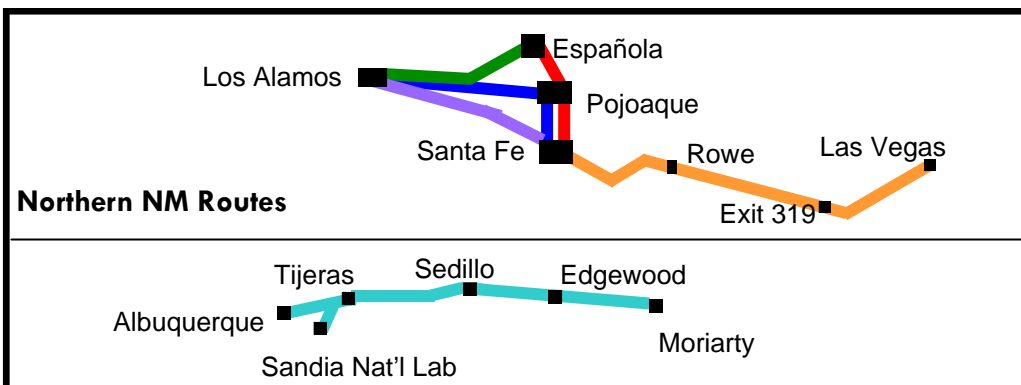 Española
Los Alamos
Pojoaque
Santa Fe
Rowe
Las Vegas
Northern NM Routes
Exit 319
Tijeras
Sedillo
Edgewood
Albuquerque
Moriarty
Sandia Nat'l Lab